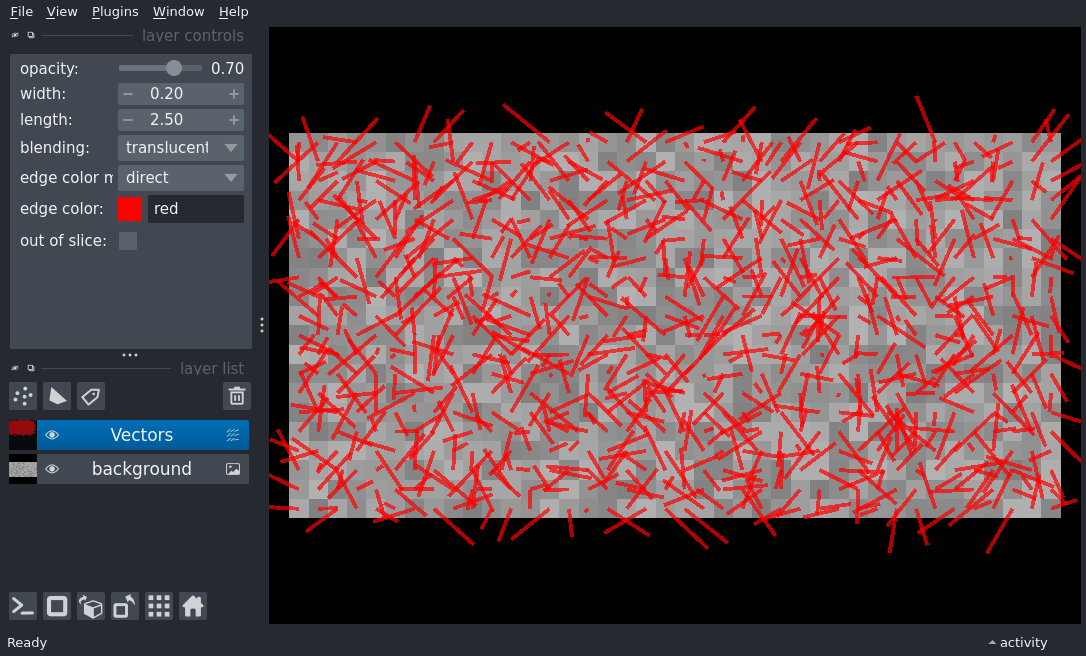 File View Plugins Window Help
layer controls
opacity: 0.70
width: − 0.20 +
length: − 2.50 +
blending: translucent
edge color m direct
edge color: red
out of slice:
layer list
Vectors
background
Ready activity